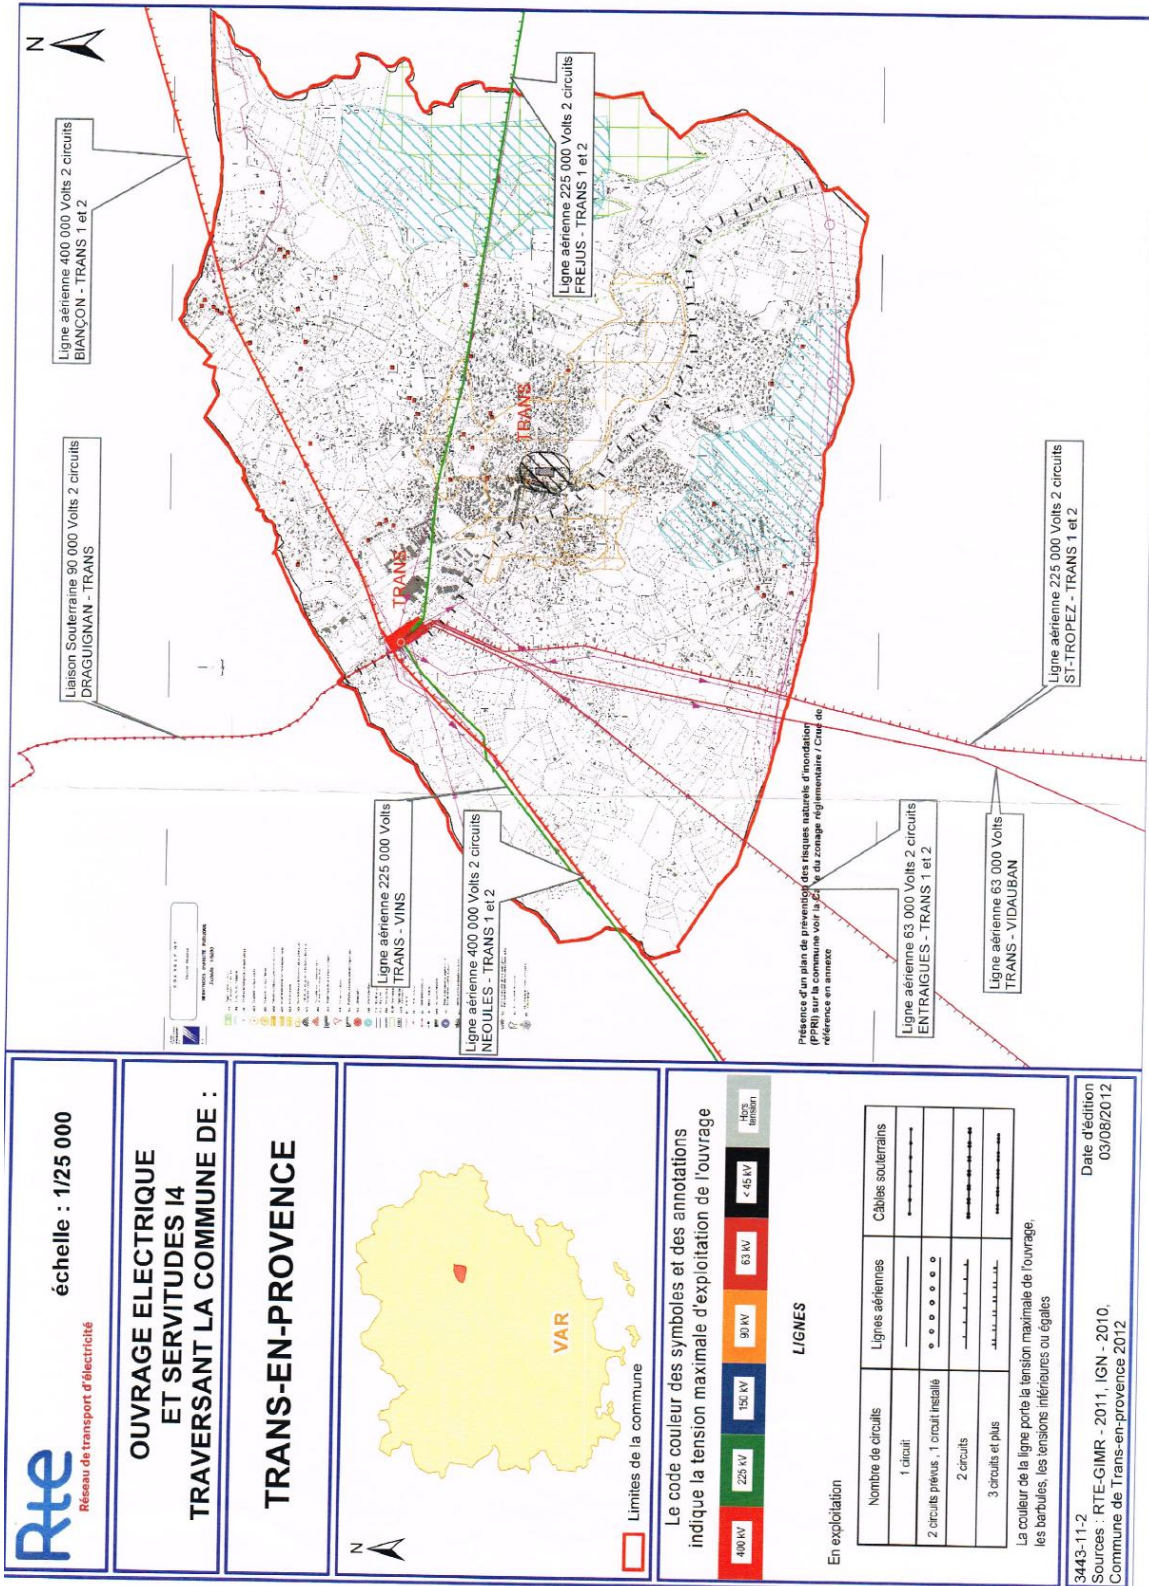 Rte
Réseau de transport d'électricité
échelle : 1/25 000
OUVRAGE ELECTRIQUE
ET SERVITUDES I4
TRAVERSANT LA COMMUNE DE :
TRANS-EN-PROVENCE
N
VAR
Limites de la commune
Le code couleur des symboles et des annotations
indique la tension maximale d'exploitation de l'ouvrage
400 kV
225 kV
150 kV
90 kV
63 kV
< 45 kV
Hors
tension
LIGNES
En exploitation
Nombre de circuits
Lignes aériennes
Câbles souterrains
1 circuit
2 circuits prévus , 1 circuit installé
2 circuits
3 circuits et plus
La couleur de la ligne porte la tension maximale de l'ouvrage,
les barbules, les tensions inférieures ou égales
3443-11-2
Sources : RTE-GIMR - 2011, IGN - 2010,
Commune de Trans-en-provence 2012
Date d'édition
03/08/2012
N
Ligne aérienne 400 000 Volts 2 circuits
BIANÇON - TRANS 1 et 2
Liaison Souterraine 90 000 Volts 2 circuits
DRAGUIGNAN - TRANS
Ligne aérienne 225 000 Volts 2 circuits
FREJUS - TRANS 1 et 2
TRANS
TRANS
Ligne aérienne 225 000 Volts
TRANS - VINS
Ligne aérienne 400 000 Volts 2 circuits
NEOULES - TRANS 1 et 2
Présence d'un plan de prévention des risques naturels d'inondation
(PPRI) sur la commune voir la Carte du zonage réglementaire / Crue de
référence en annexe
Ligne aérienne 63 000 Volts 2 circuits
ENTRAIGUES - TRANS 1 et 2
Ligne aérienne 63 000 Volts
TRANS - VIDAUBAN
Ligne aérienne 225 000 Volts 2 circuits
ST-TROPEZ - TRANS 1 et 2